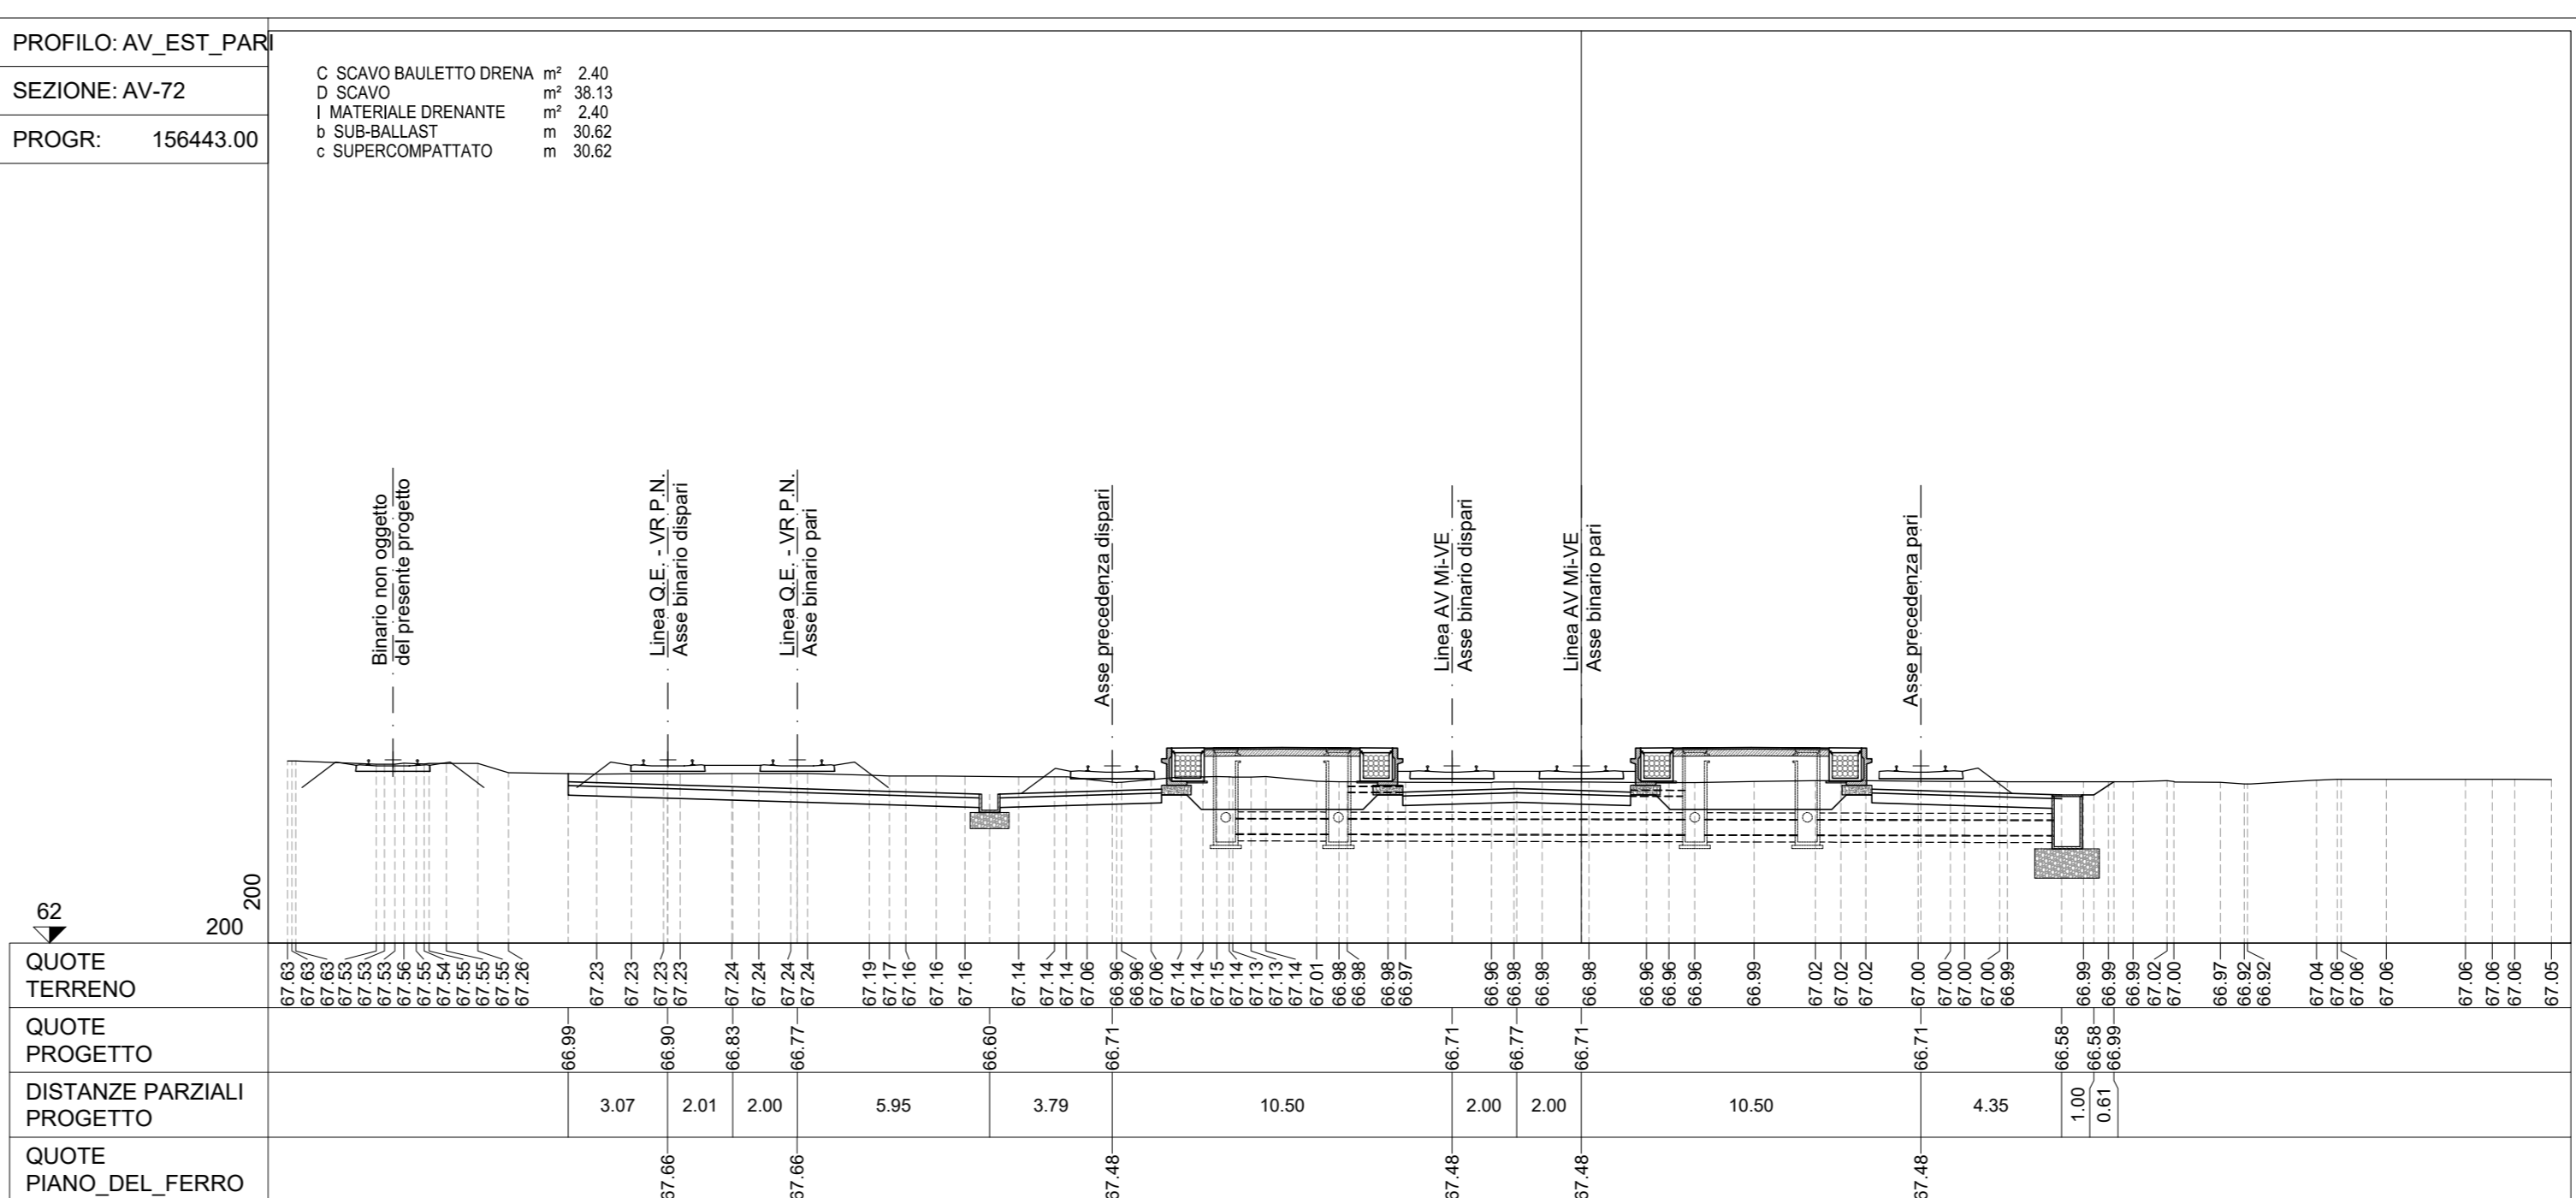 PROFILO: AV_EST_PARI
SEZIONE: AV-72
PROGR: 156443.00
C SCAVO BAULETTO DRENA m² 2.40
D SCAVO m² 38.13
I MATERIALE DRENANTE m² 2.40
b SUB-BALLAST m 30.62
c SUPERCOMPATTATO m 30.62
Binario non oggetto
del presente progetto
Linea Q.E. - VR P.N.
Asse binario dispari
Linea Q.E. - VR P.N.
Asse binario pari
Asse precedenza dispari
Linea AV Mi-VE
Asse binario dispari
Linea AV Mi-VE
Asse binario pari
Asse precedenza pari
62
200
200
QUOTE
TERRENO
67.63 67.63 67.63 67.53 67.53 67.53 67.56 67.55 67.54 67.55 67.55 67.55 67.26 67.23 67.23 67.23 67.23 67.24 67.24 67.24 67.24 67.19 67.17 67.16 67.16 67.16 67.14 67.14 67.14 67.06 66.96 66.96 67.06 67.14 67.14 67.15 67.14 67.13 67.13 67.14 67.01 66.98 66.98 66.98 66.97 66.96 66.98 66.98 66.98 66.96 66.96 66.96 66.99 67.02 67.02 67.02 67.00 67.00 67.00 67.00 66.99 66.99 66.99 66.99 67.02 67.00 66.97 66.92 66.92 67.04 67.06 67.06 67.06 67.06 67.06 67.06 67.05
QUOTE
PROGETTO
66.99 66.90 66.83 66.77 66.60 66.71 66.71 66.77 66.71 66.71 66.58 66.58 66.99
DISTANZE PARZIALI
PROGETTO
3.07 2.01 2.00 5.95 3.79 10.50 2.00 2.00 10.50 4.35 1.00 0.61
QUOTE
PIANO_DEL_FERRO
67.66 67.66 67.48 67.48 67.48 67.48